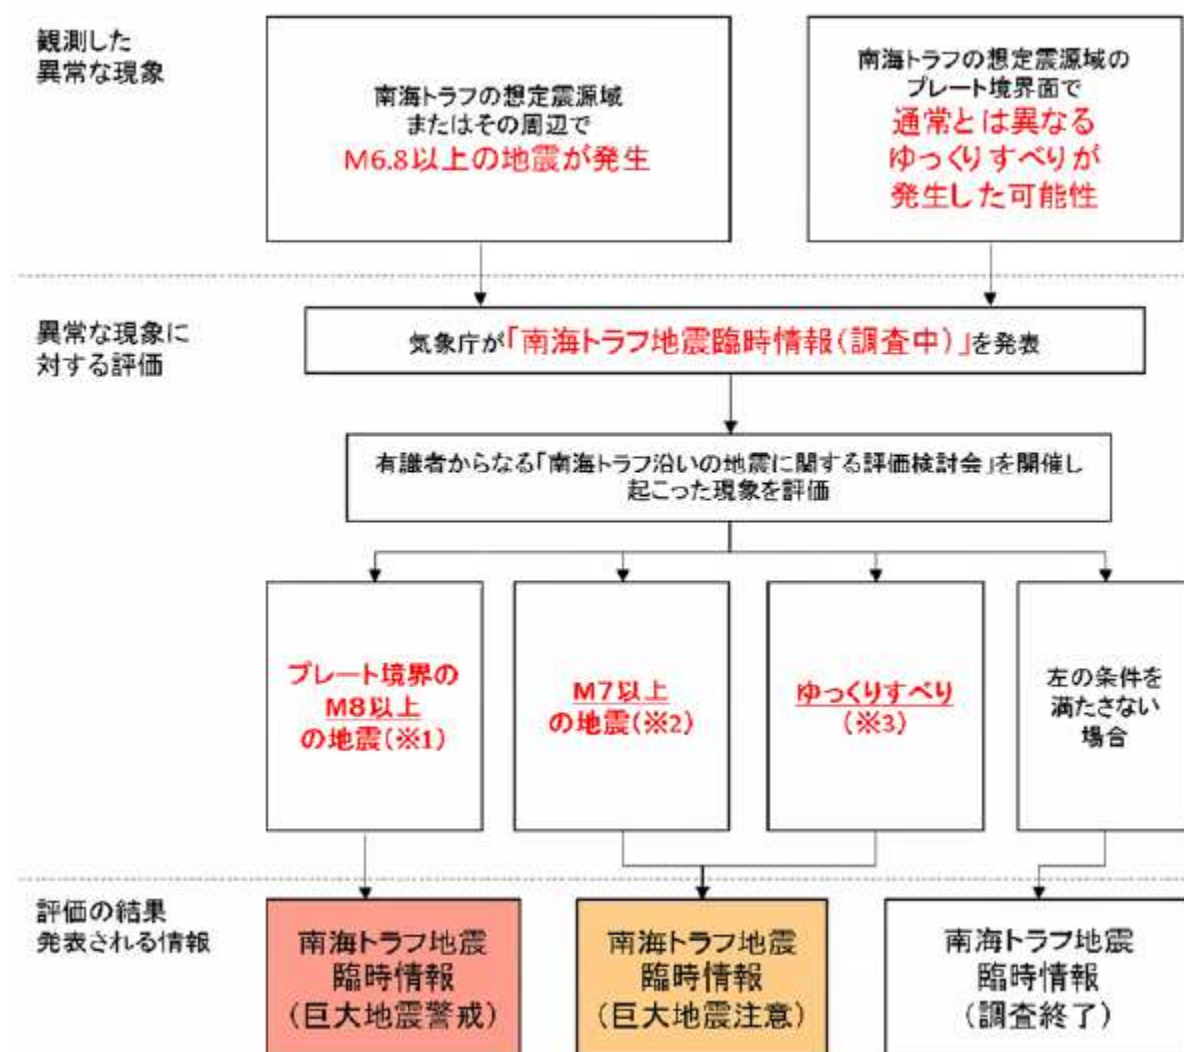 観測した
異常な現象
南海トラフの想定震源域
またはその周辺で
M6.8以上の地震が発生
南海トラフの想定震源域の
プレート境界面で
通常とは異なる
ゆっくりすべりが
発生した可能性
異常な現象に
対する評価
気象庁が「南海トラフ地震臨時情報(調査中)」を発表
有識者からなる「南海トラフ沿いの地震に関する評価検討会」を開催し
起こった現象を評価
プレート境界の
M8以上
の地震(※1)
M7以上
の地震(※2)
ゆっくりすべり
(※3)
左の条件を
満たさない
場合
評価の結果
発表される情報
南海トラフ地震
臨時情報
(巨大地震警戒)
南海トラフ地震
臨時情報
(巨大地震注意)
南海トラフ地震
臨時情報
(調査終了)